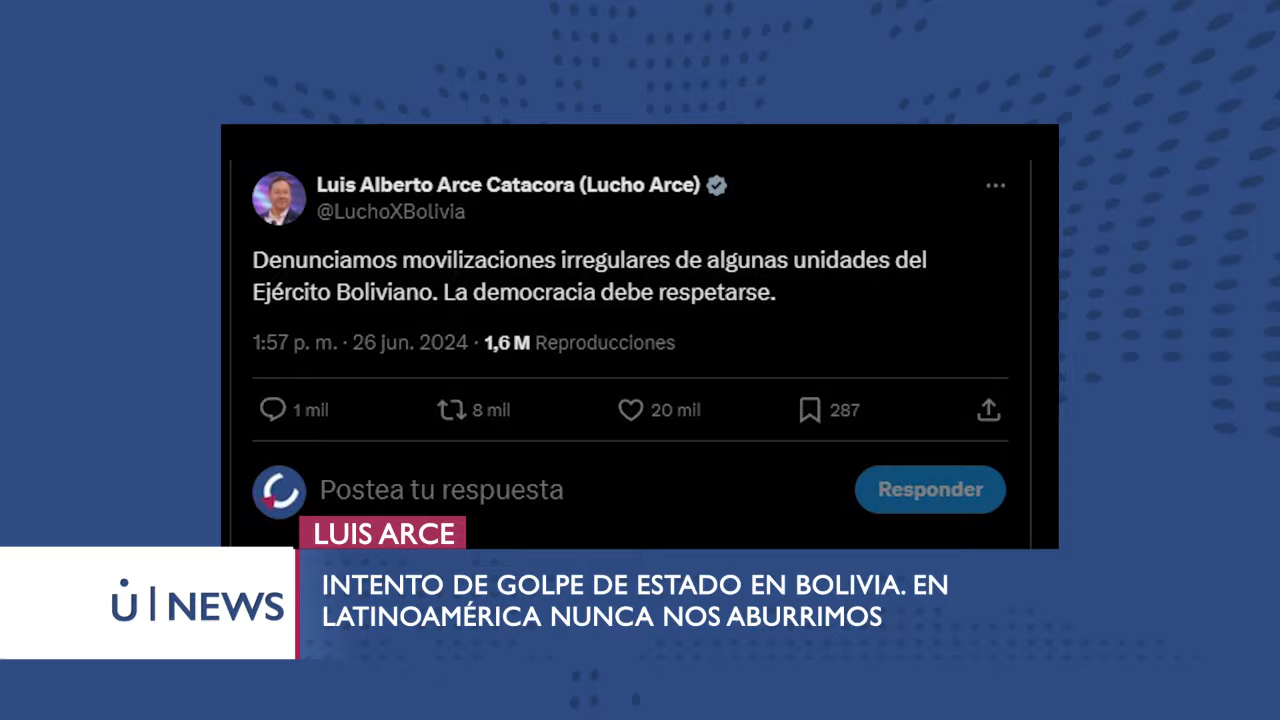 Luis Alberto Arce Catacora (Lucho Arce)
@LuchoXBolivia
Denunciamos movilizaciones irregulares de algunas unidades del
Ejército Boliviano. La democracia debe respetarse.
1:57 p. m. · 26 jun. 2024 · 1,6 M Reproducciones
1 mil 8 mil 20 mil 287
Postea tu respuesta Responder
LUIS ARCE
INTENTO DE GOLPE DE ESTADO EN BOLIVIA. EN
LATINOAMÉRICA NUNCA NOS ABURRIMOS
U | NEWS